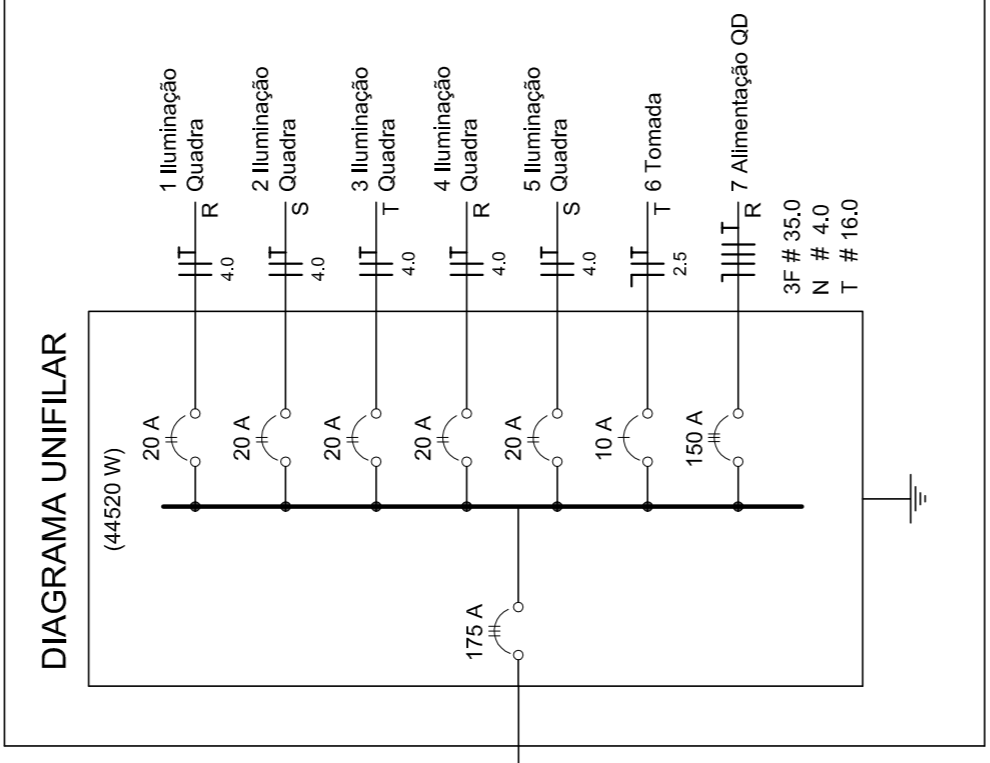 DIAGRAMA UNIFILAR
(44520 W)
175 A
20 A
4.0
R
1 Iluminação
Quadra
20 A
4.0
S
2 Iluminação
Quadra
20 A
4.0
T
3 Iluminação
Quadra
20 A
4.0
R
4 Iluminação
Quadra
20 A
4.0
S
5 Iluminação
Quadra
10 A
2.5
T
6 Tomada
150 A
R
7 Alimentação QD
3F # 35.0
N # 4.0
T # 16.0